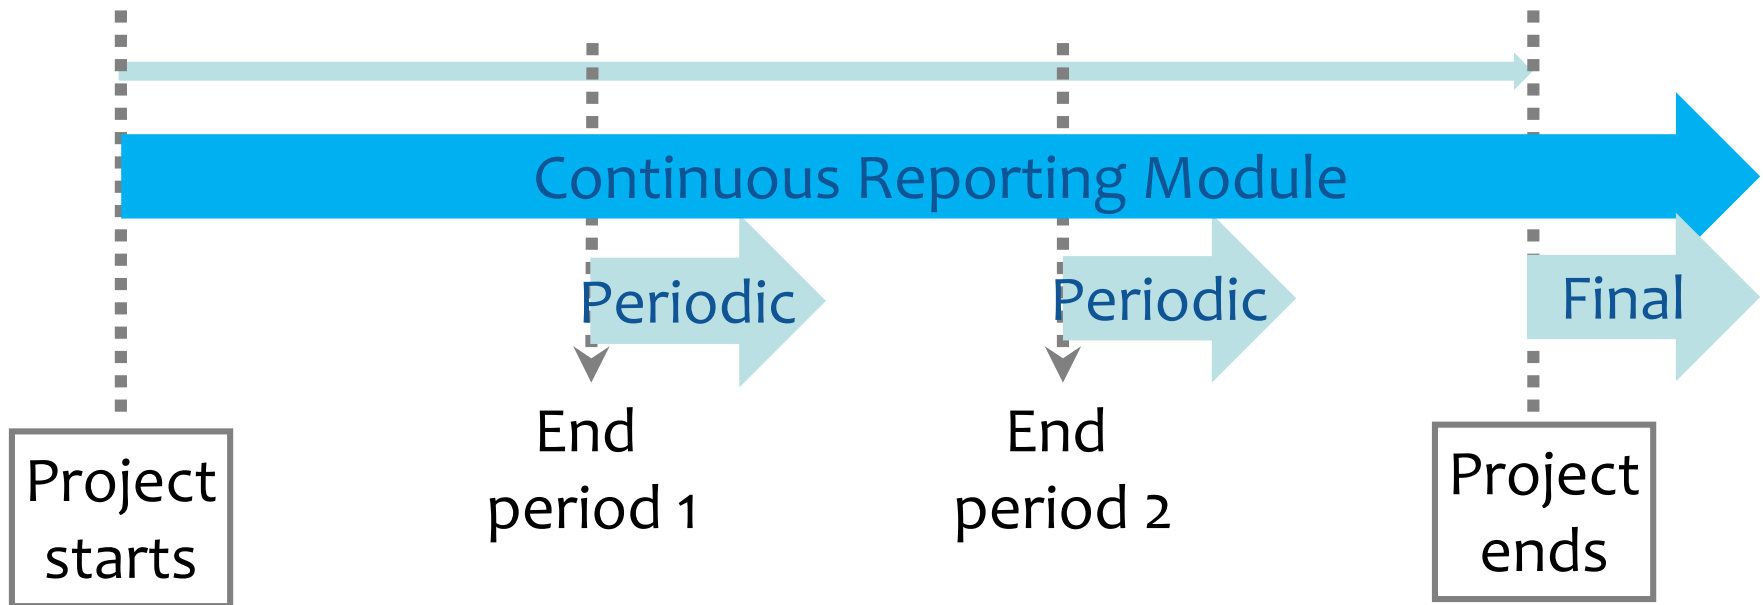 Continuous Reporting Module
Periodic
Periodic
Final
End
period 1
End
period 2
Project
starts
Project
ends